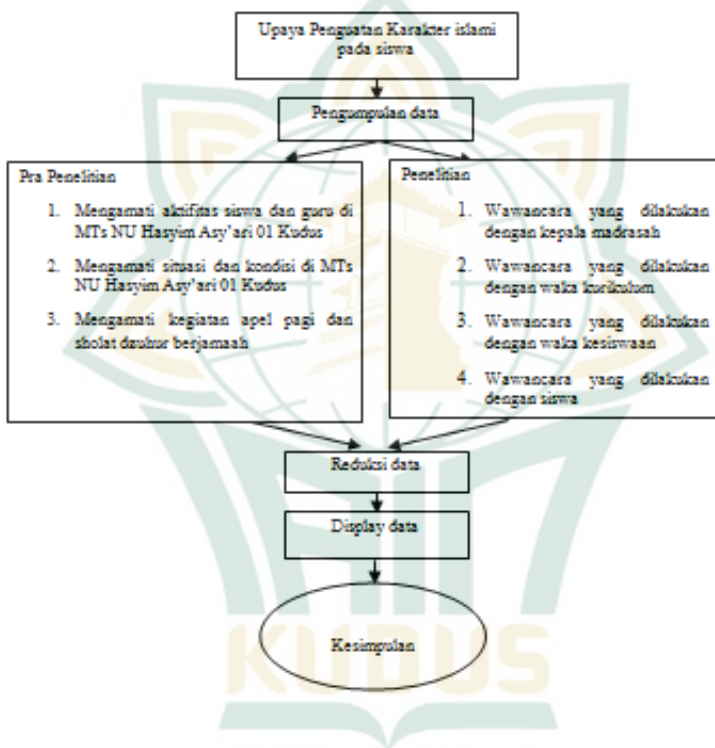 Upaya Penguatan Karakter islami
pada siswa
Pengumpulan data
Pra Penelitian
1. Mengamati aktifitas siswa dan guru di
MTs NU Hasyim Asy'ari 01 Kudus
2. Mengamati situasi dan kondisi di MTs
NU Hasyim Asy'ari 01 Kudus
3. Mengamati kegiatan apel pagi dan
sholat dzuhur berjamaah
Penelitian
1. Wawancara yang dilakukan
dengan kepala madrasah
2. Wawancara yang dilakukan
dengan waka kurikulum
3. Wawancara yang dilakukan
dengan waka kesiswaan
4. Wawancara yang dilakukan
dengan siswa
Reduksi data
Display data
Kesimpulan
KUDUS